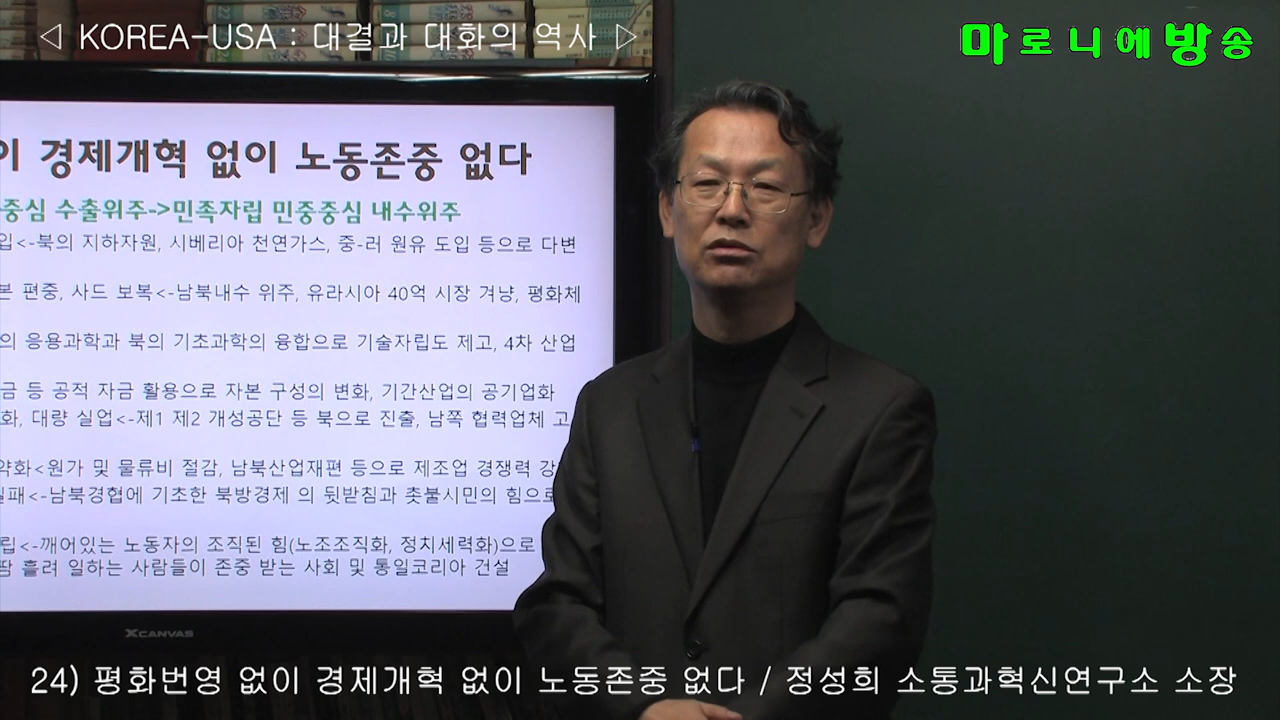 ◁ KOREA-USA : 대결과 대화의 역사 ▷
마로니에방송
이 경제개혁 없이 노동존중 없다
중심 수출위주->민족자립 민중중심 내수위주
입<-북의 지하자원, 시베리아 천연가스, 중-러 원유 도입 등으로 다변
본 편중, 사드 보복<-남북내수 위주, 유라시아 40억 시장 겨냥, 평화체
의 응용과학과 북의 기초과학의 융합으로 기술자립도 제고, 4차 산업
금 등 공적 자금 활용으로 자본 구성의 변화, 기간산업의 공기업화
화, 대량 실업<-제1 제2 개성공단 등 북으로 진출, 남쪽 협력업체 고
약화<원가 및 물류비 절감, 남북산업재편 등으로 제조업 경쟁력 강
실패<-남북경협에 기초한 북방경제 의 뒷받침과 촛불시민의 힘으로
립<-깨어있는 노동자의 조직된 힘(노조조직화, 정치세력화)으로
땀 흘려 일하는 사람들이 존중 받는 사회 및 통일코리아 건설
XCANVAS
24) 평화번영 없이 경제개혁 없이 노동존중 없다 / 정성희 소통과혁신연구소 소장